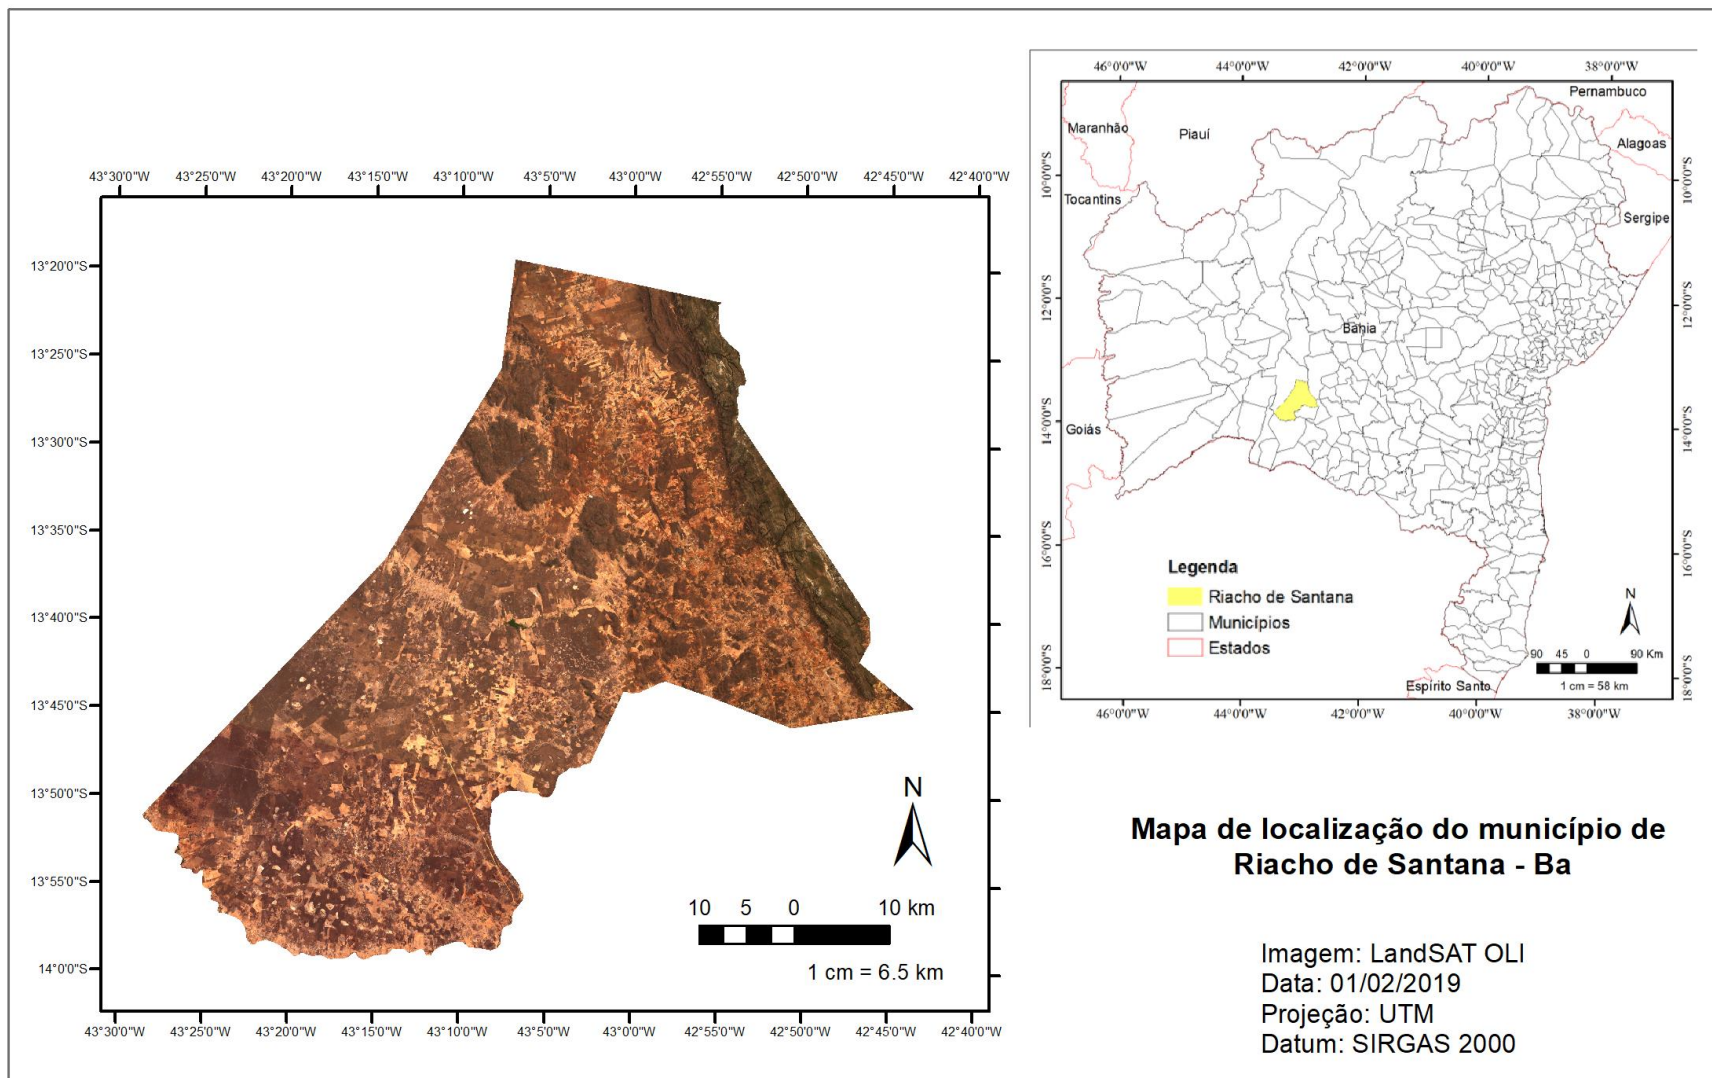 43°30'0"W 43°25'0"W 43°20'0"W 43°15'0"W 43°10'0"W 43°5'0"W 43°0'0"W 42°55'0"W 42°50'0"W 42°45'0"W 42°40'0"W
13°20'0"S
13°25'0"S
13°30'0"S
13°35'0"S
13°40'0"S
13°45'0"S
13°50'0"S
13°55'0"S
14°0'0"S
N
10 5 0 10 km
1 cm = 6.5 km
43°30'0"W 43°25'0"W 43°20'0"W 43°15'0"W 43°10'0"W 43°5'0"W 43°0'0"W 42°55'0"W 42°50'0"W 42°45'0"W 42°40'0"W
46°0'0"W 44°0'0"W 42°0'0"W 40°0'0"W 38°0'0"W
Pernambuco
Maranhão
Piauí
Alagoas
10°0'0"S 10°0'0"S
Tocantins
Sergipe
12°0'0"S 12°0'0"S
Bahia
14°0'0"S 14°0'0"S
Goiás
16°0'0"S 16°0'0"S
Legenda
Riacho de Santana
Municípios
Estados
N
90 45 0 90 Km
1 cm = 58 km
18°0'0"S 18°0'0"S
Espírito Santo
46°0'0"W 44°0'0"W 42°0'0"W 40°0'0"W 38°0'0"W
Mapa de localização do município de
Riacho de Santana - Ba
Imagem: LandSAT OLI
Data: 01/02/2019
Projeção: UTM
Datum: SIRGAS 2000